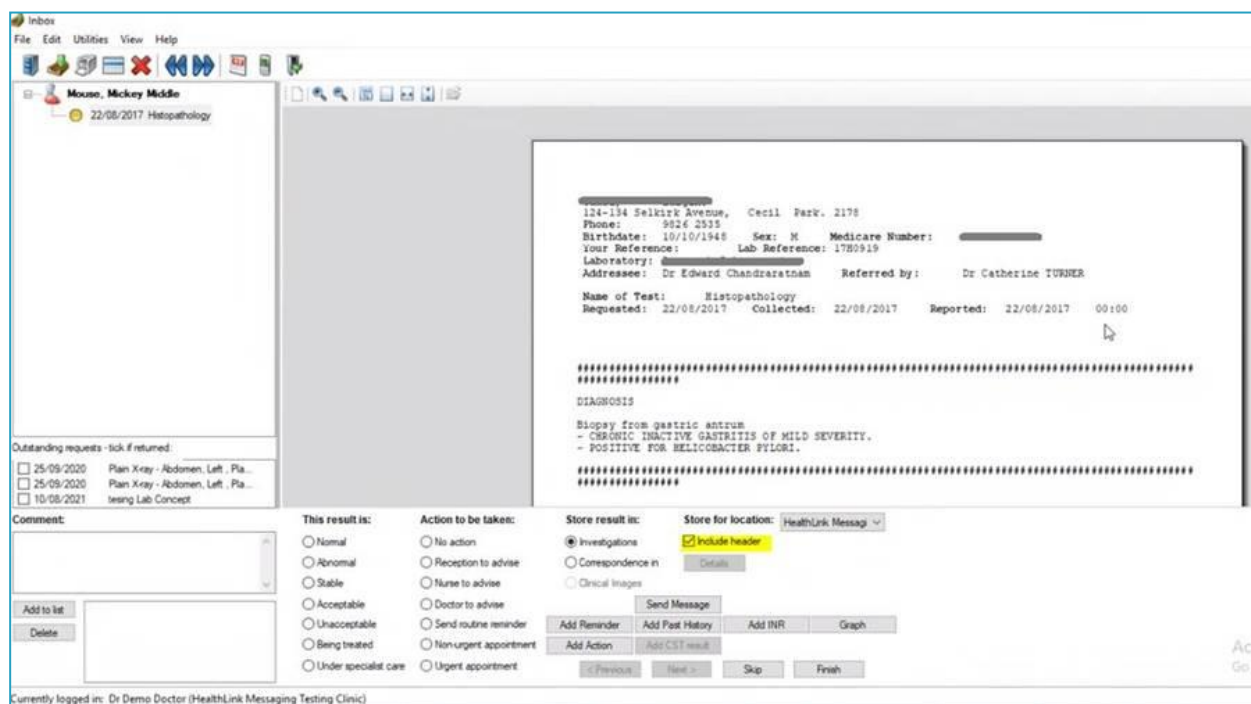 Inbox
File Edit Utilities View Help
Mouse, Mickey Middle
22/08/2017 Histopathology
124-134 Selkirk Avenue, Cecil Park. 2178
Phone: 9826 2535
Birthdate: 10/10/1948 Sex: M Medicare Number:
Your Reference: Lab Reference: 17H0919
Laboratory:
Addressee: Dr Edward Chandraratnam Referred by: Dr Catherine TURNER
Name of Test: Histopathology
Requested: 22/08/2017 Collected: 22/08/2017 Reported: 22/08/2017 00:00
DIAGNOSIS
Biopsy from gastric antrum
- CHRONIC INACTIVE GASTRITIS OF MILD SEVERITY.
- POSITIVE FOR HELICOBACTER PYLORI.
Outstanding requests - tick if returned:
25/09/2020 Plain X-ray - Abdomen, Left , Pla...
25/09/2020 Plain X-ray - Abdomen, Left , Pla...
10/08/2021 tesing Lab Concept
Comment: This result is: Action to be taken: Store result in: Store for location: HealthLink Messagi
Normal No action Investigations Include header
Abnormal Reception to advise Correspondence in Details
Stable Nurse to advise Clinical Images
Acceptable Doctor to advise Send Message
Add to list Unacceptable Send routine reminder Add Reminder Add Past History Add INR Graph
Delete Being treated Non-urgent appointment Add Action Add CST result
Under specialist care Urgent appointment < Previous Next > Skip Finish
Currently logged in: Dr Demo Doctor (HealthLink Messaging Testing Clinic)